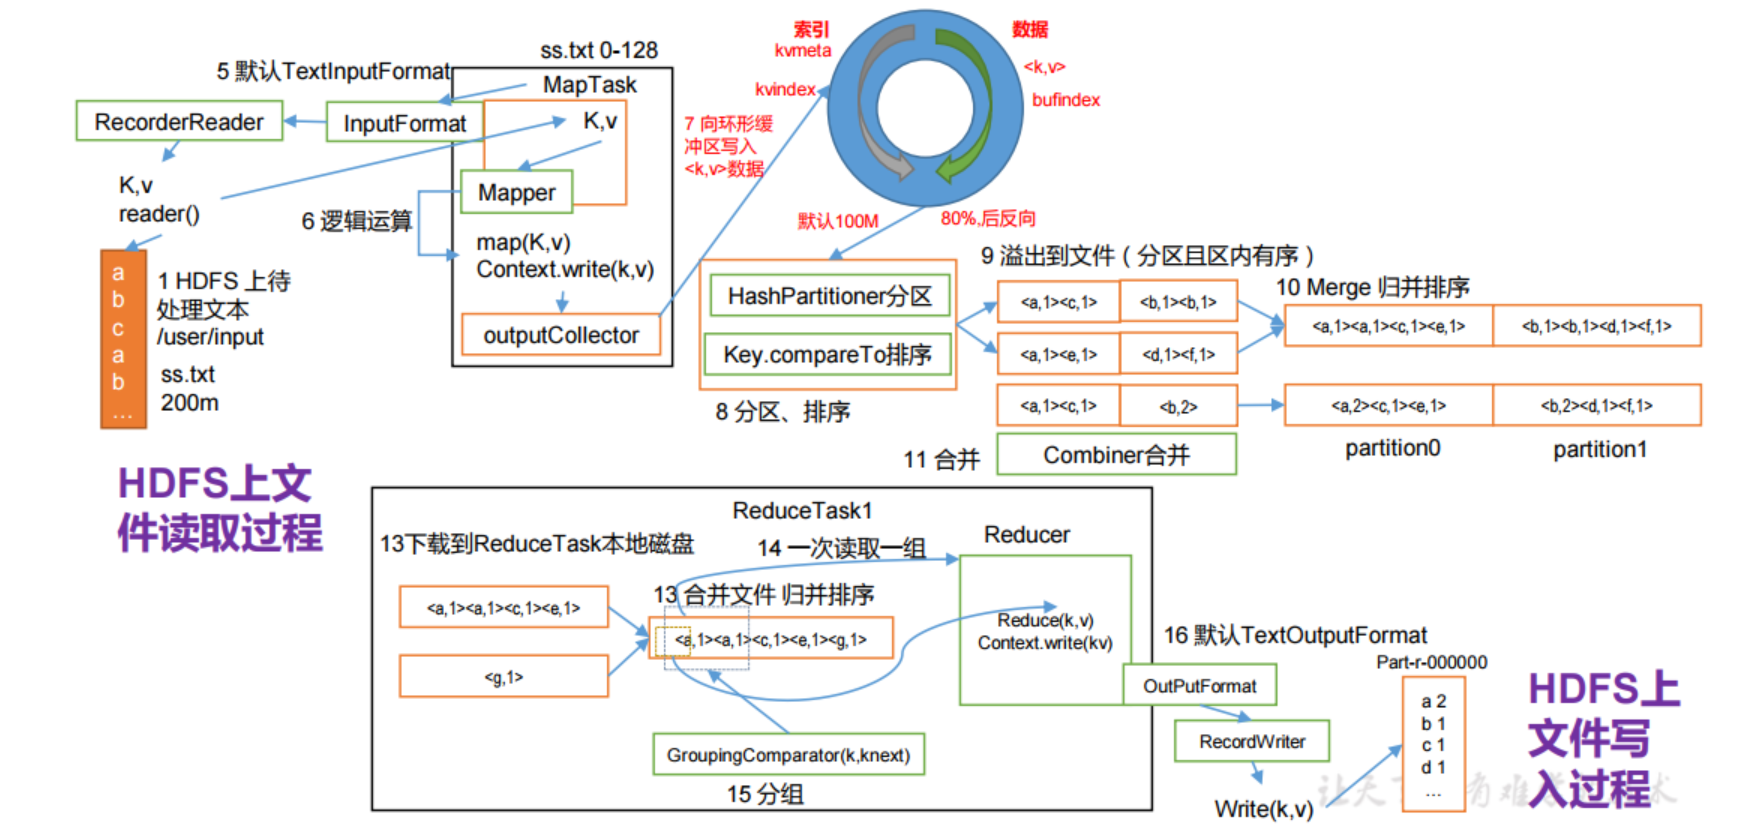 索引
kvmeta
kvindex
数据
<k,v>
bufindex
ss.txt 0-128
5 默认TextInputFormat
MapTask
RecorderReader
InputFormat
K,v
7 向环形缓
冲区写入
<k,v>数据
K,v
reader()
Mapper
6 逻辑运算
默认100M
80%,后反向
map(K,v)
Context.write(k,v)
a
b
c
a
b
...
1 HDFS 上待
处理文本
/user/input
ss.txt
200m
outputCollector
HashPartitioner分区
Key.compareTo排序
8 分区、排序
9 溢出到文件（分区且区内有序）
<a,1><c,1>
<b,1><b,1>
<a,1><e,1>
<d,1><f,1>
<a,1><c,1>
<b,2>
10 Merge 归并排序
<a,1><a,1><c,1><e,1>
<b,1><b,1><d,1><f,1>
<a,2><c,1><e,1>
<b,2><d,1><f,1>
partition0
partition1
11 合并
Combiner合并
HDFS上文
件读取过程
ReduceTask1
13下载到ReduceTask本地磁盘
14 一次读取一组
Reducer
<a,1><a,1><c,1><e,1>
<g,1>
13 合并文件 归并排序
<a,1><a,1><c,1><e,1><g,1>
Reduce(k,v)
Context.write(kv)
GroupingComparator(k,knext)
15 分组
16 默认TextOutputFormat
Part-r-000000
OutPutFormat
RecordWriter
Write(k,v)
a 2
b 1
c 1
d 1
...
HDFS上
文件写
入过程
让天下
有难
术